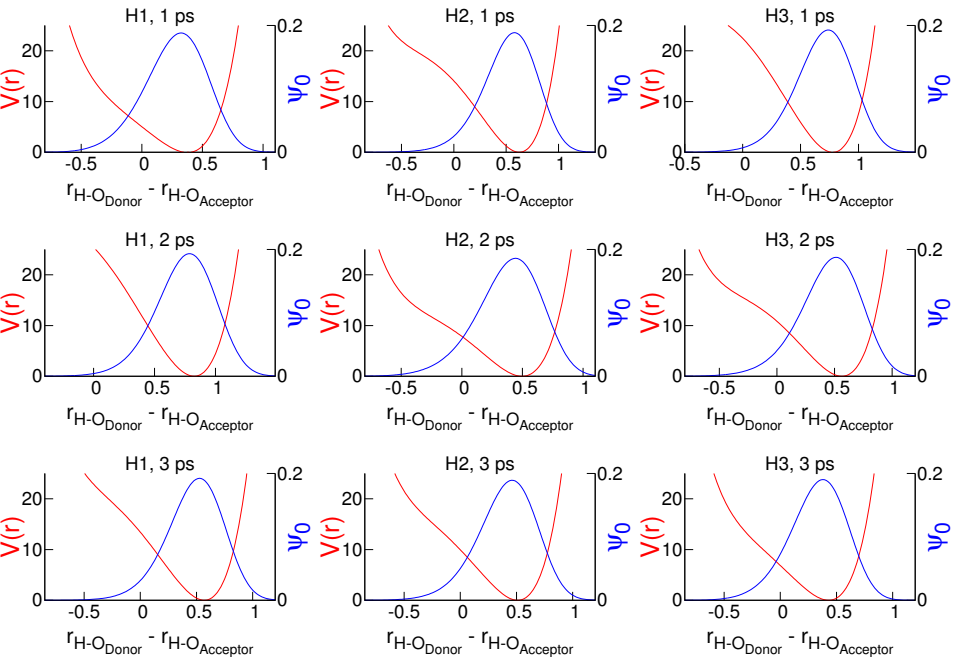 H1, 1 ps
H2, 1 ps
H3, 1 ps
V(r)
0
10
20
-0.5
0
0.5
1
0
0.2
Ψ0
rH-ODonor - rH-OAcceptor
V(r)
0
10
20
-0.5
0
0.5
1
0
0.2
Ψ0
rH-ODonor - rH-OAcceptor
V(r)
0
10
20
-0.5
0
0.5
1
0
0.2
Ψ0
rH-ODonor - rH-OAcceptor
H1, 2 ps
H2, 2 ps
H3, 2 ps
V(r)
0
10
20
0
0.5
1
0
0.2
Ψ0
rH-ODonor - rH-OAcceptor
V(r)
0
10
20
-0.5
0
0.5
1
0
0.2
Ψ0
rH-ODonor - rH-OAcceptor
V(r)
0
10
20
-0.5
0
0.5
1
0
0.2
Ψ0
rH-ODonor - rH-OAcceptor
H1, 3 ps
H2, 3 ps
H3, 3 ps
V(r)
0
10
20
-0.5
0
0.5
1
0
0.2
Ψ0
rH-ODonor - rH-OAcceptor
V(r)
0
10
20
-0.5
0
0.5
1
0
0.2
Ψ0
rH-ODonor - rH-OAcceptor
V(r)
0
10
20
-0.5
0
0.5
1
0
0.2
Ψ0
rH-ODonor - rH-OAcceptor